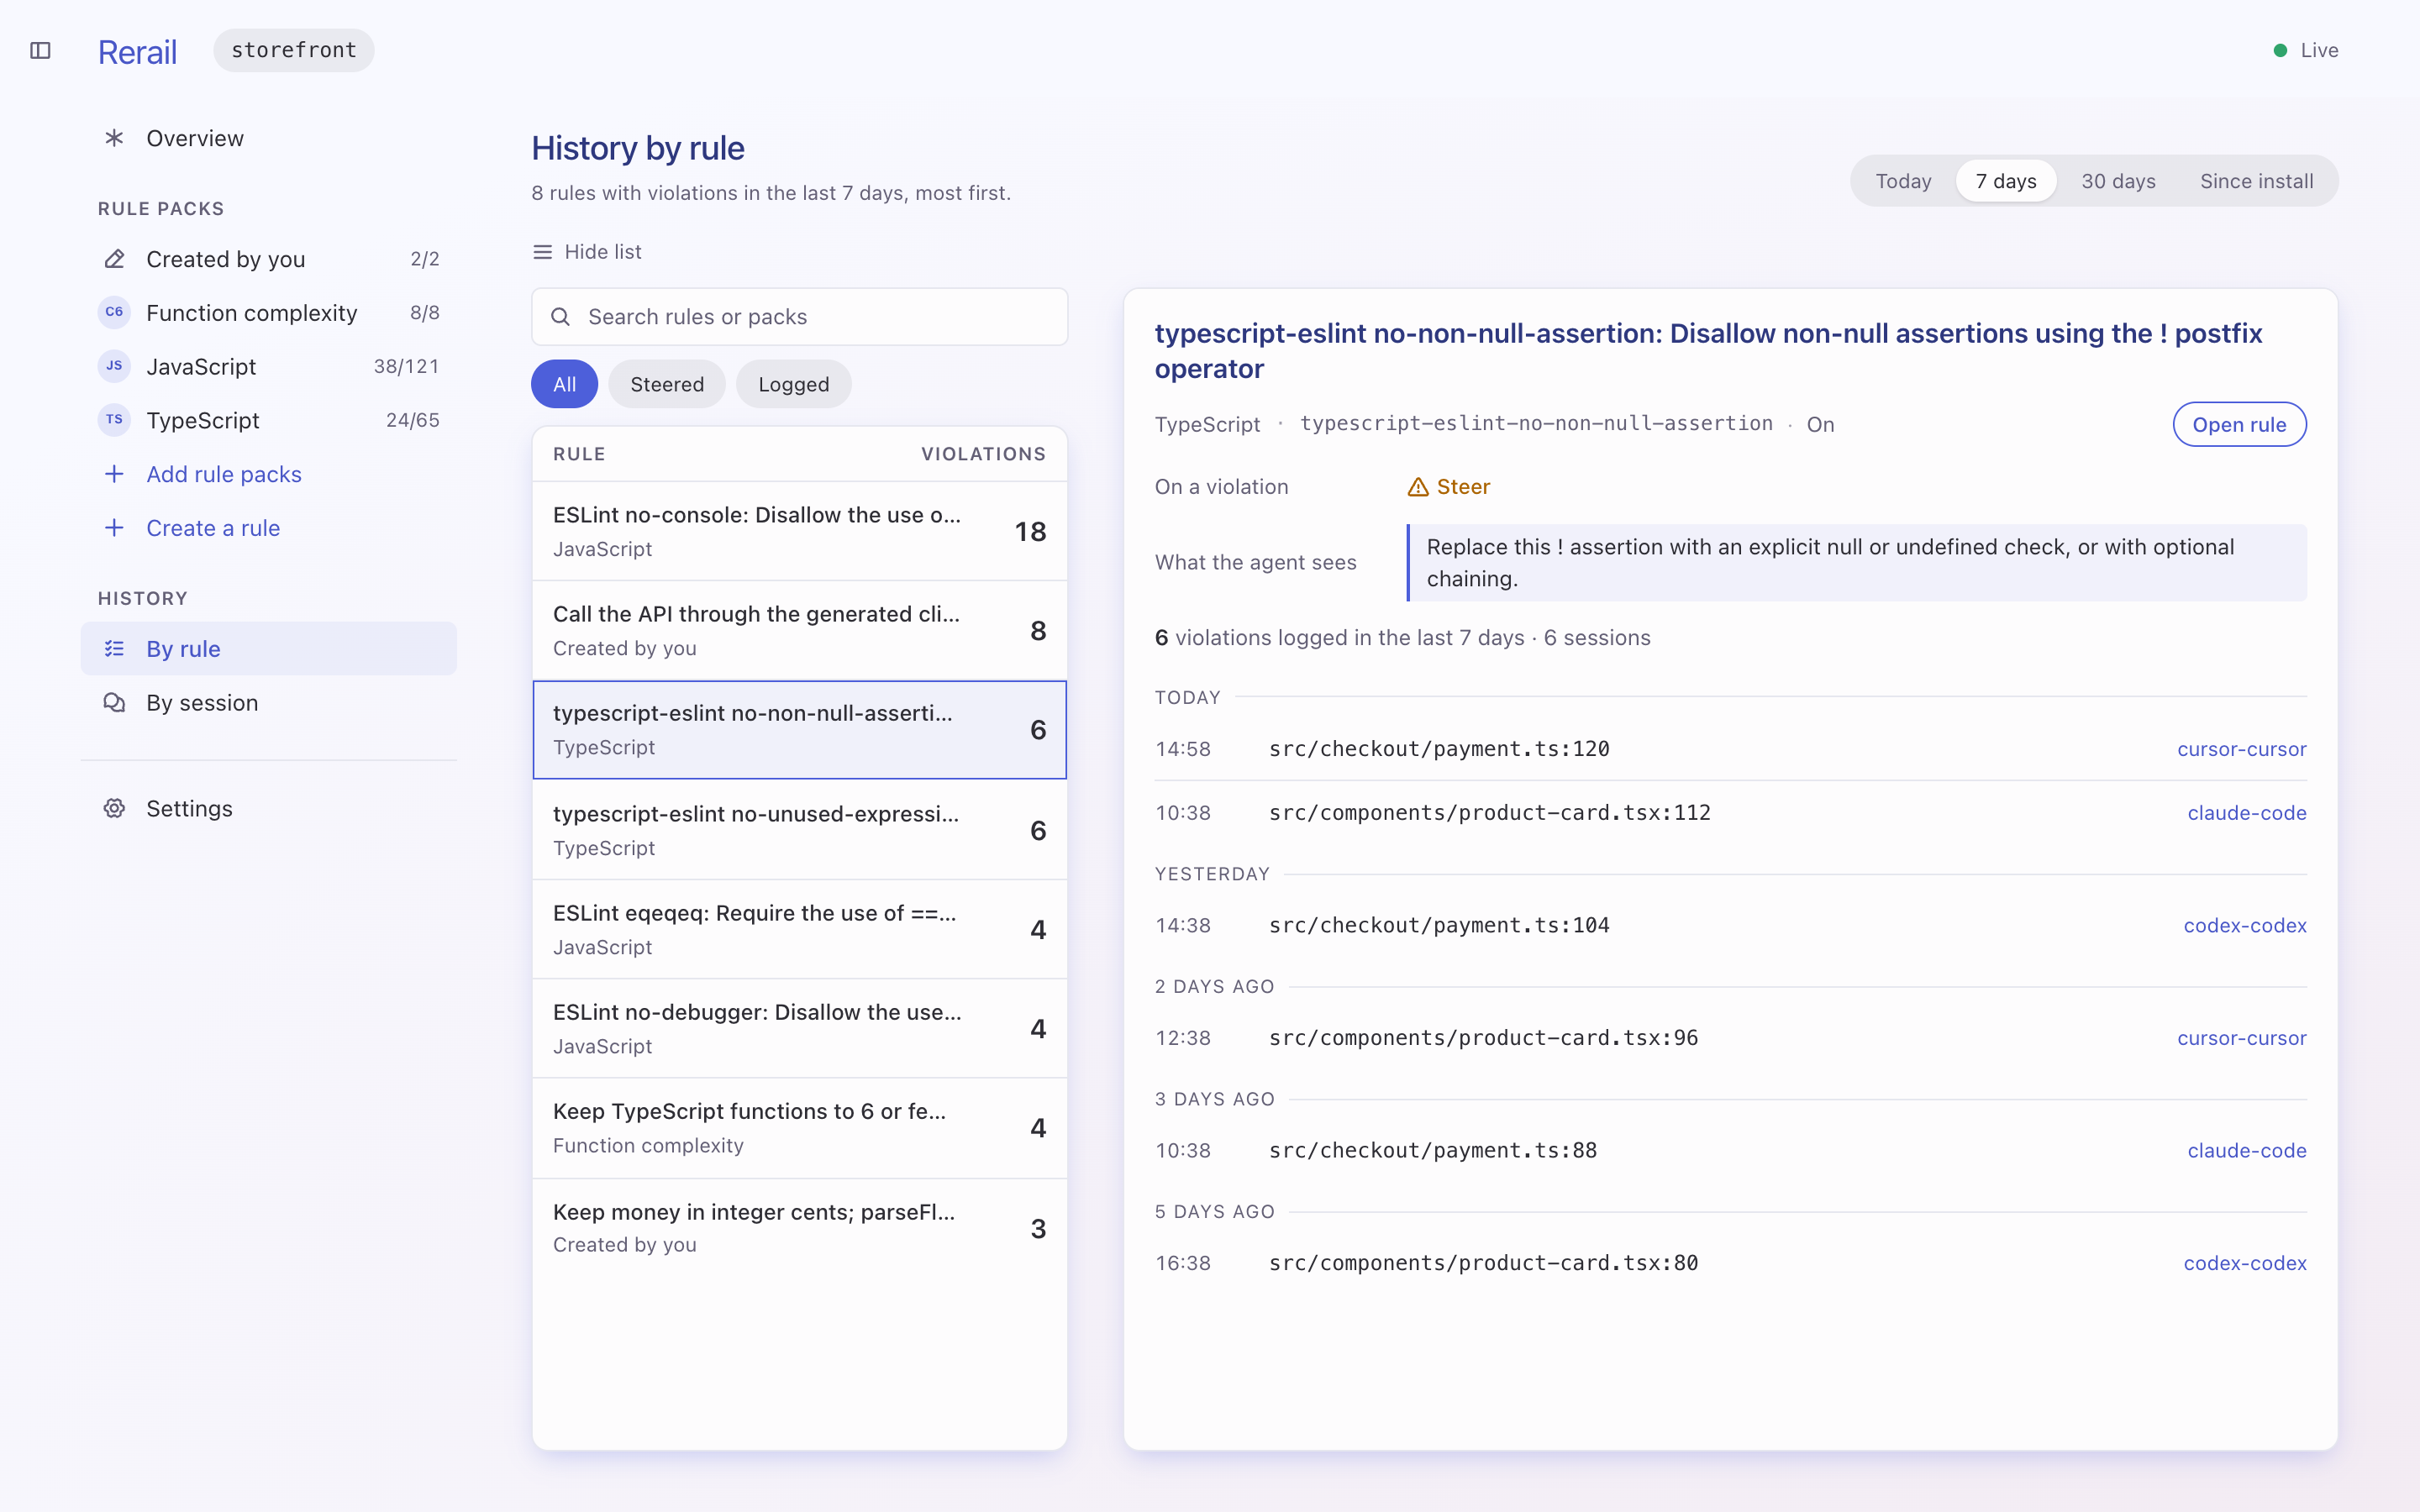 Rerail
storefront
Live
Overview
RULE PACKS
Created by you 2/2
C6 Function complexity 8/8
JS JavaScript 38/121
TS TypeScript 24/65
Add rule packs
Create a rule
HISTORY
By rule
By session
Settings
History by rule
8 rules with violations in the last 7 days, most first.
Today 7 days 30 days Since install
Hide list
Search rules or packs
All Steered Logged
RULE VIOLATIONS
ESLint no-console: Disallow the use o... 18
JavaScript
Call the API through the generated cli... 8
Created by you
typescript-eslint no-non-null-asserti... 6
TypeScript
typescript-eslint no-unused-expressi... 6
TypeScript
ESLint eqeqeq: Require the use of ==... 4
JavaScript
ESLint no-debugger: Disallow the use... 4
JavaScript
Keep TypeScript functions to 6 or fe... 4
Function complexity
Keep money in integer cents; parseFl... 3
Created by you
typescript-eslint no-non-null-assertion: Disallow non-null assertions using the ! postfix
operator
TypeScript · typescript-eslint-no-non-null-assertion · On
Open rule
On a violation Steer
What the agent sees
Replace this ! assertion with an explicit null or undefined check, or with optional
chaining.
6 violations logged in the last 7 days · 6 sessions
TODAY
14:58 src/checkout/payment.ts:120 cursor-cursor
10:38 src/components/product-card.tsx:112 claude-code
YESTERDAY
14:38 src/checkout/payment.ts:104 codex-codex
2 DAYS AGO
12:38 src/components/product-card.tsx:96 cursor-cursor
3 DAYS AGO
10:38 src/checkout/payment.ts:88 claude-code
5 DAYS AGO
16:38 src/components/product-card.tsx:80 codex-codex